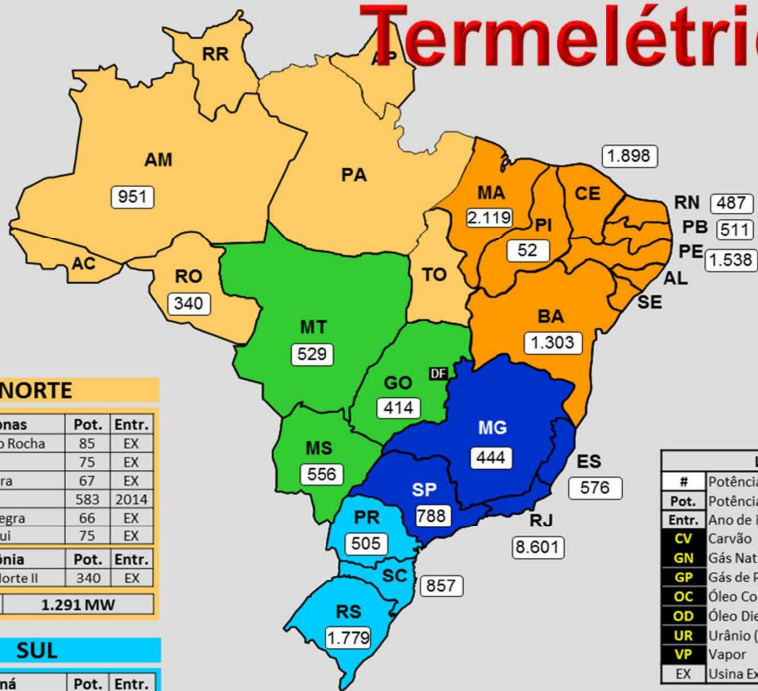 Termelétri
RR
AP
AM
951
PA
AC
RO
340
TO
MA
2.119
PI
52
CE
1.898
RN 487
PB 511
PE 1.538
AL
SE
BA
1.303
MT
529
GO
414
DF
MS
556
MG
444
ES
576
SP
788
RJ
8.601
PR
505
SC
857
RS
1.779
NORTE
onas Pot. Entr.
o Rocha 85 EX
75 EX
ra 67 EX
583 2014
egra 66 EX
ui 75 EX
ônia Pot. Entr.
Norte II 340 EX
1.291 MW
SUL
ná Pot. Entr.
L
# Potência
Pot. Potência
Entr. Ano de i
CV Carvão
GN Gás Nat
GP Gás de P
OC Óleo Co
OD Óleo Die
UR Urânio (
VP Vapor
EX Usina Ex